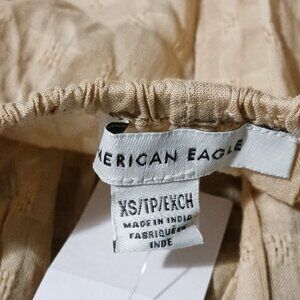 MERICAN EAGLE
XS/TP/EXCH
MADE IN INDIA
FABRIQUÉ EN
INDE